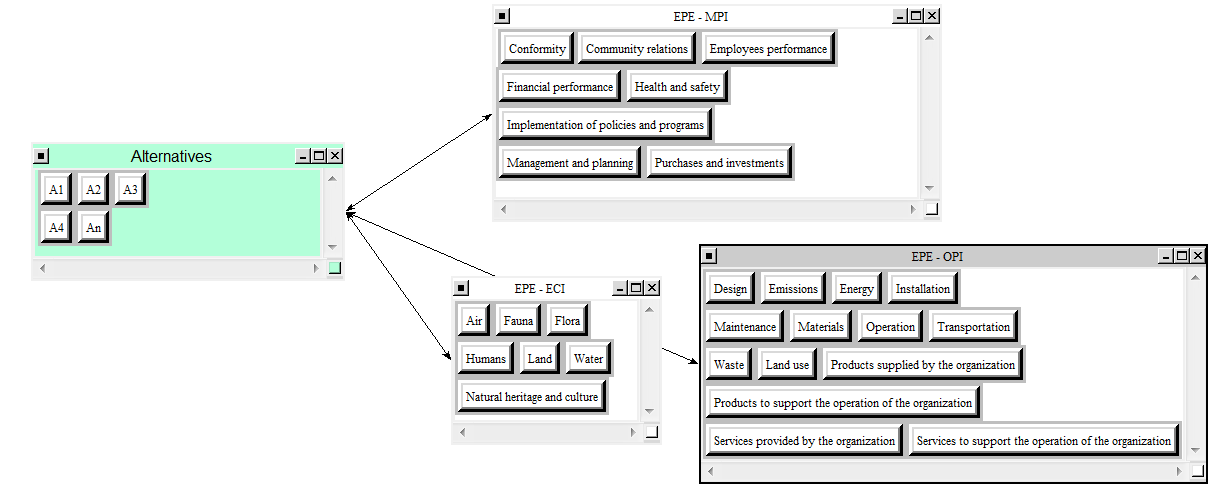 EPE - MPI
Conformity Community relations Employees performance
Financial performance Health and safety
Implementation of policies and programs
Management and planning Purchases and investments
Alternatives
A1 A2 A3
A4 An
EPE - ECI
Air Fauna Flora
Humans Land Water
Natural heritage and culture
EPE - OPI
Design Emissions Energy Installation
Maintenance Materials Operation Transportation
Waste Land use Products supplied by the organization
Products to support the operation of the organization
Services provided by the organization Services to support the operation of the organization